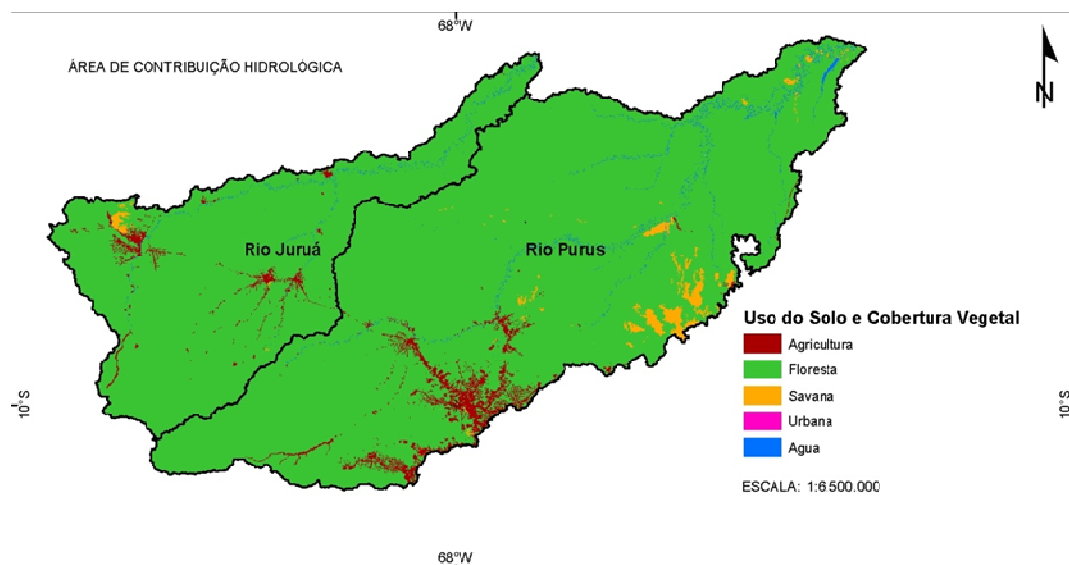 68°W
ÁREA DE CONTRIBUIÇÃO HIDROLÓGICA
N
Rio Juruá
Rio Purus
Uso do Solo e Cobertura Vegetal
Agricultura
Floresta
Savana
Urbana
Agua
10°S
10°S
ESCALA: 1:6.500.000
68°W